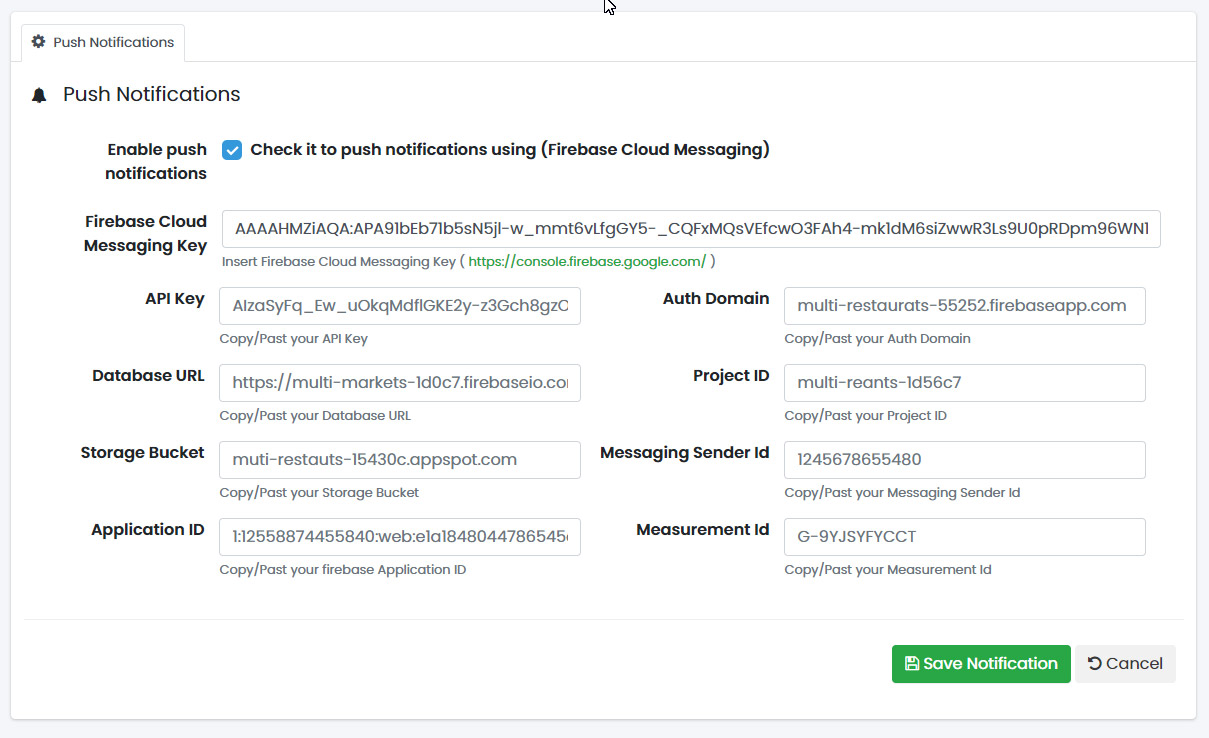 Push Notifications
Push Notifications
Enable push notifications
Check it to push notifications using (Firebase Cloud Messaging)
Firebase Cloud Messaging Key
AAAAHMZiAQA:APA91bEb71b5sN5jl-w_mmt6vLfgGY5-_CQFxMQsVEfcwO3FAh4-mk1dM6siZwwR3Ls9U0pRDpm96WN1
Insert Firebase Cloud Messaging Key ( https://console.firebase.google.com/ )
API Key
AIzaSyFq_Ew_uOkqMdflGKE2y-z3Gch8gzC
Copy/Past your API Key
Auth Domain
multi-restaurats-55252.firebaseapp.com
Copy/Past your Auth Domain
Database URL
https://multi-markets-1d0c7.firebaseio.co
Copy/Past your Database URL
Project ID
multi-reants-1d56c7
Copy/Past your Project ID
Storage Bucket
muti-restauts-15430c.appspot.com
Copy/Past your Storage Bucket
Messaging Sender Id
1245678655480
Copy/Past your Messaging Sender Id
Application ID
1:12558874455840:web:e1a1848044786545
Copy/Past your firebase Application ID
Measurement Id
G-9YJSYFYCCT
Copy/Past your Measurement Id
Save Notification
Cancel